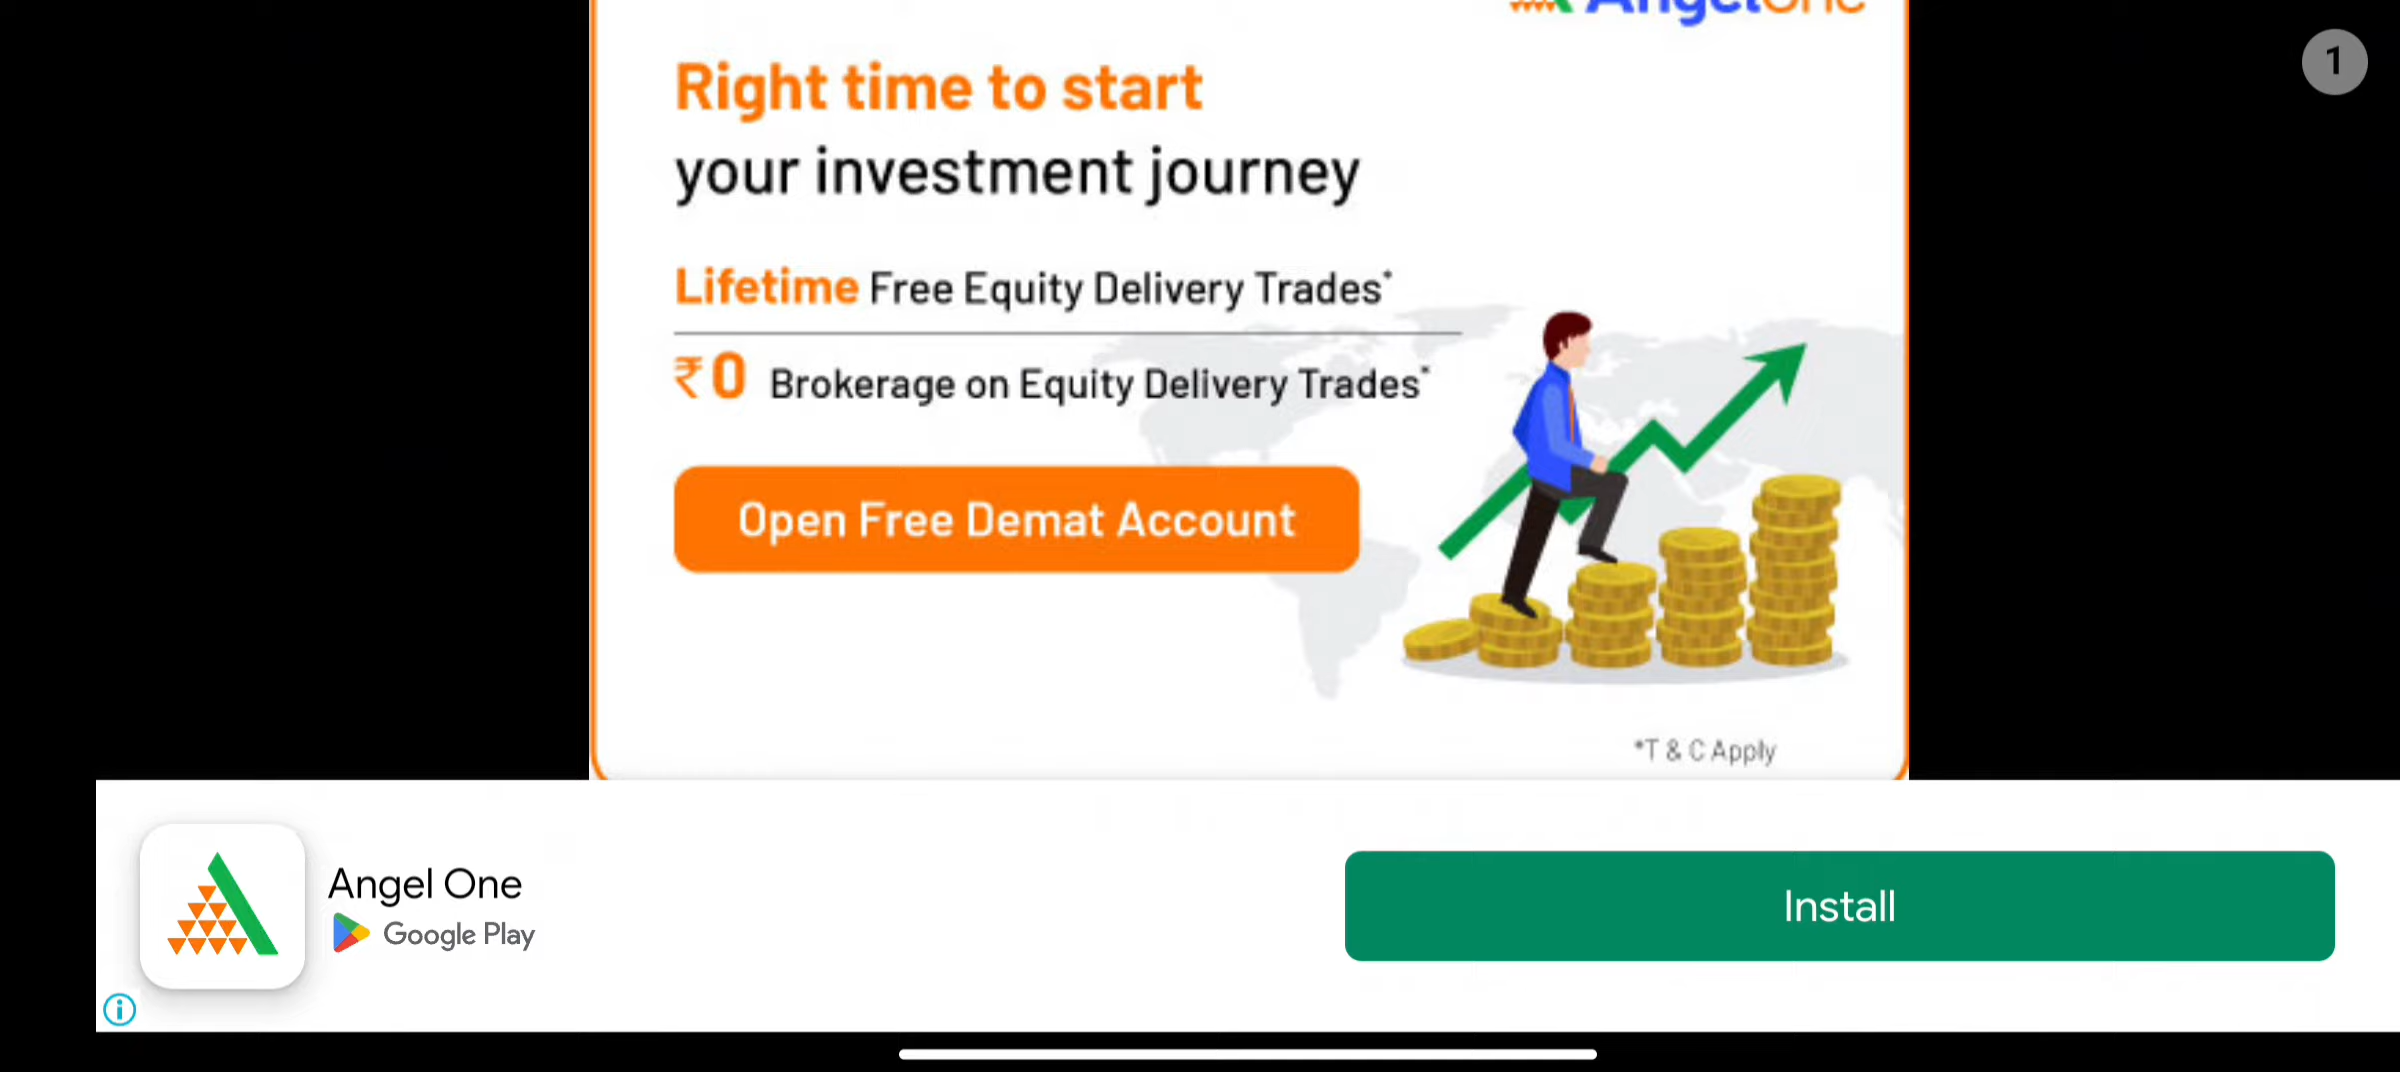 AngelOne
1
Right time to start
your investment journey
Lifetime Free Equity Delivery Trades*
₹0 Brokerage on Equity Delivery Trades*
Open Free Demat Account
*T & C Apply
Angel One
Google Play
Install